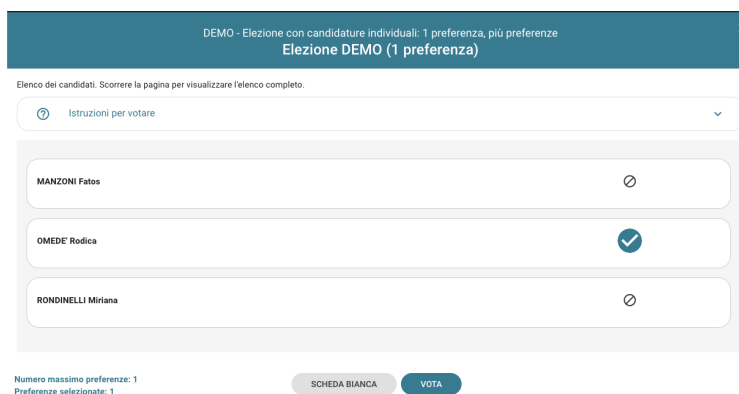 DEMO - Elezione con candidature individuali: 1 preferenza, più preferenze
Elezione DEMO (1 preferenza)
Elenco dei candidati. Scorrere la pagina per visualizzare l'elenco completo.
Istruzioni per votare
MANZONI Fatos
OMEDE' Rodica
RONDINELLI Miriana
Numero massimo preferenze: 1
Preferenze selezionate: 1
SCHEDA BIANCA
VOTA